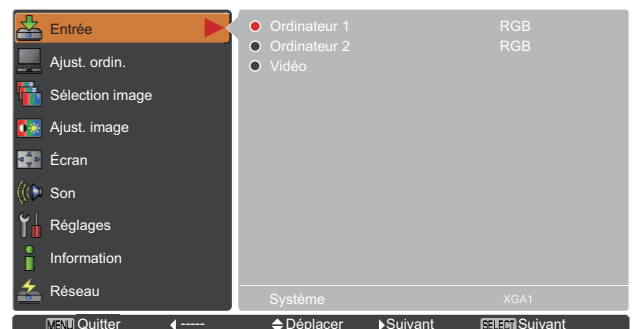 Entrée
Ajust. ordin.
Sélection image
Ajust. image
Écran
Son
Réglages
Information
Réseau
Ordinateur 1 RGB
Ordinateur 2 RGB
Vidéo
Système XGA1
MENU Quitter ----- Déplacer Suivant SELECT Suivant